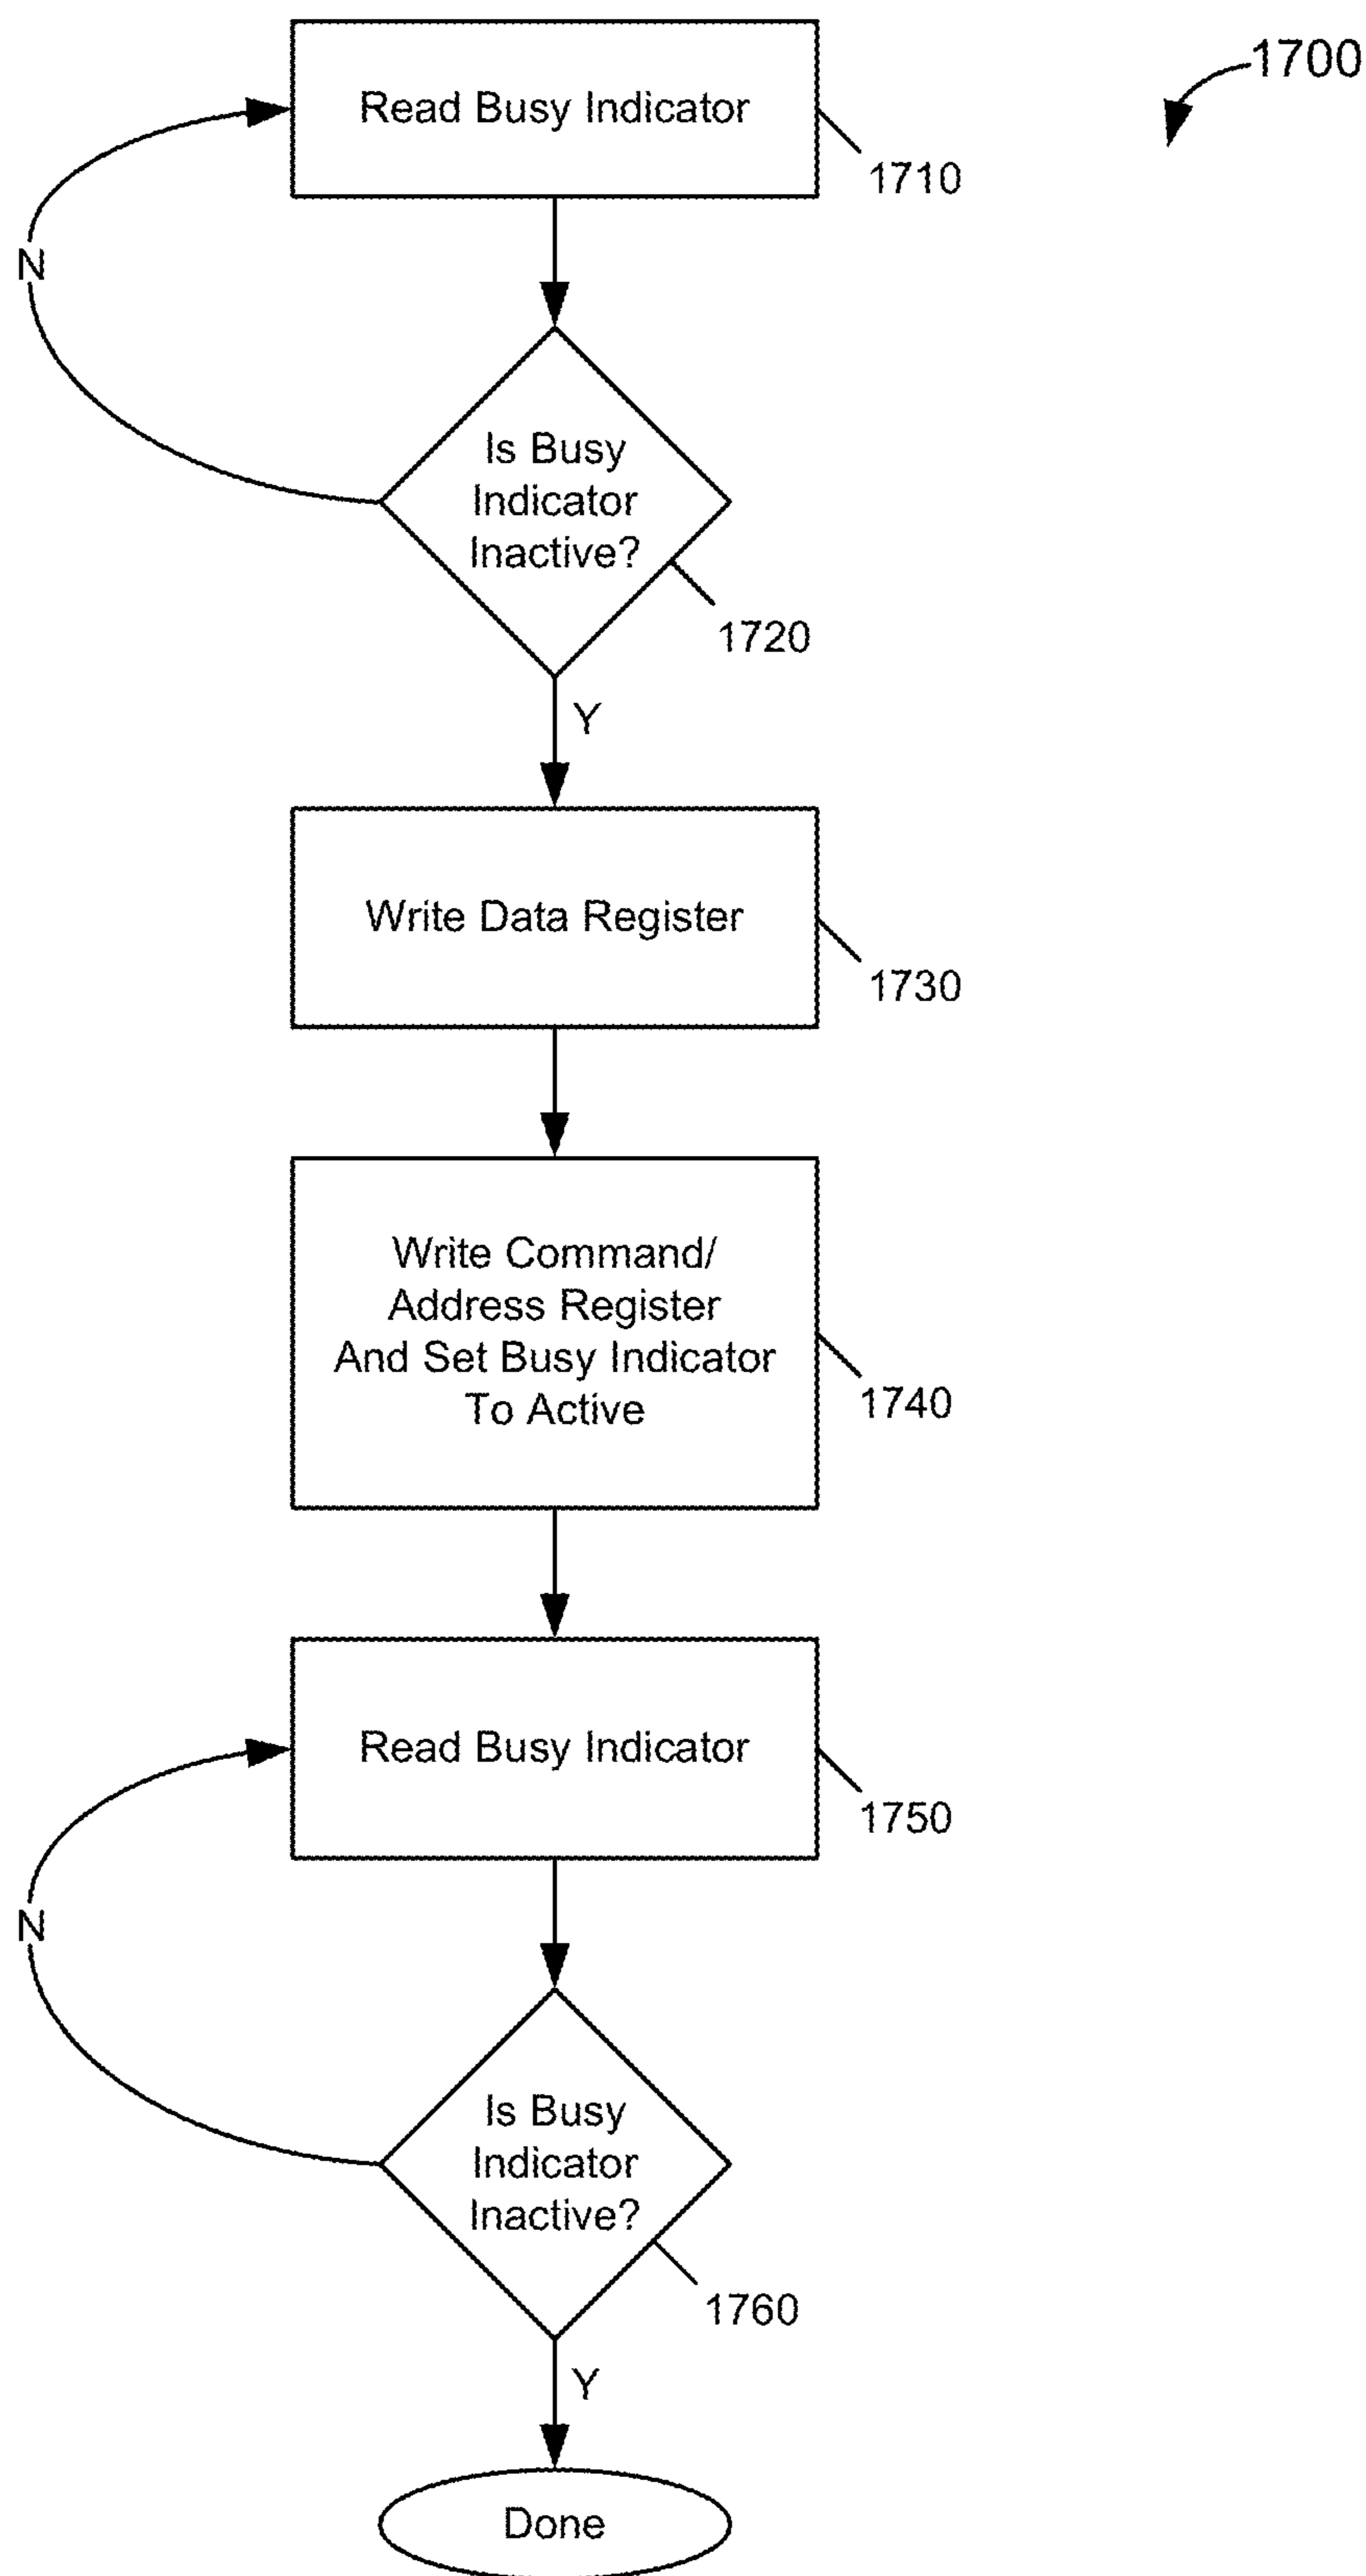 1700
Read Busy Indicator
1710
N
Is Busy
Indicator
Inactive?
1720
Y
Write Data Register
1730
Write Command/
Address Register
And Set Busy Indicator
To Active
1740
Read Busy Indicator
1750
N
Is Busy
Indicator
Inactive?
1760
Y
Done